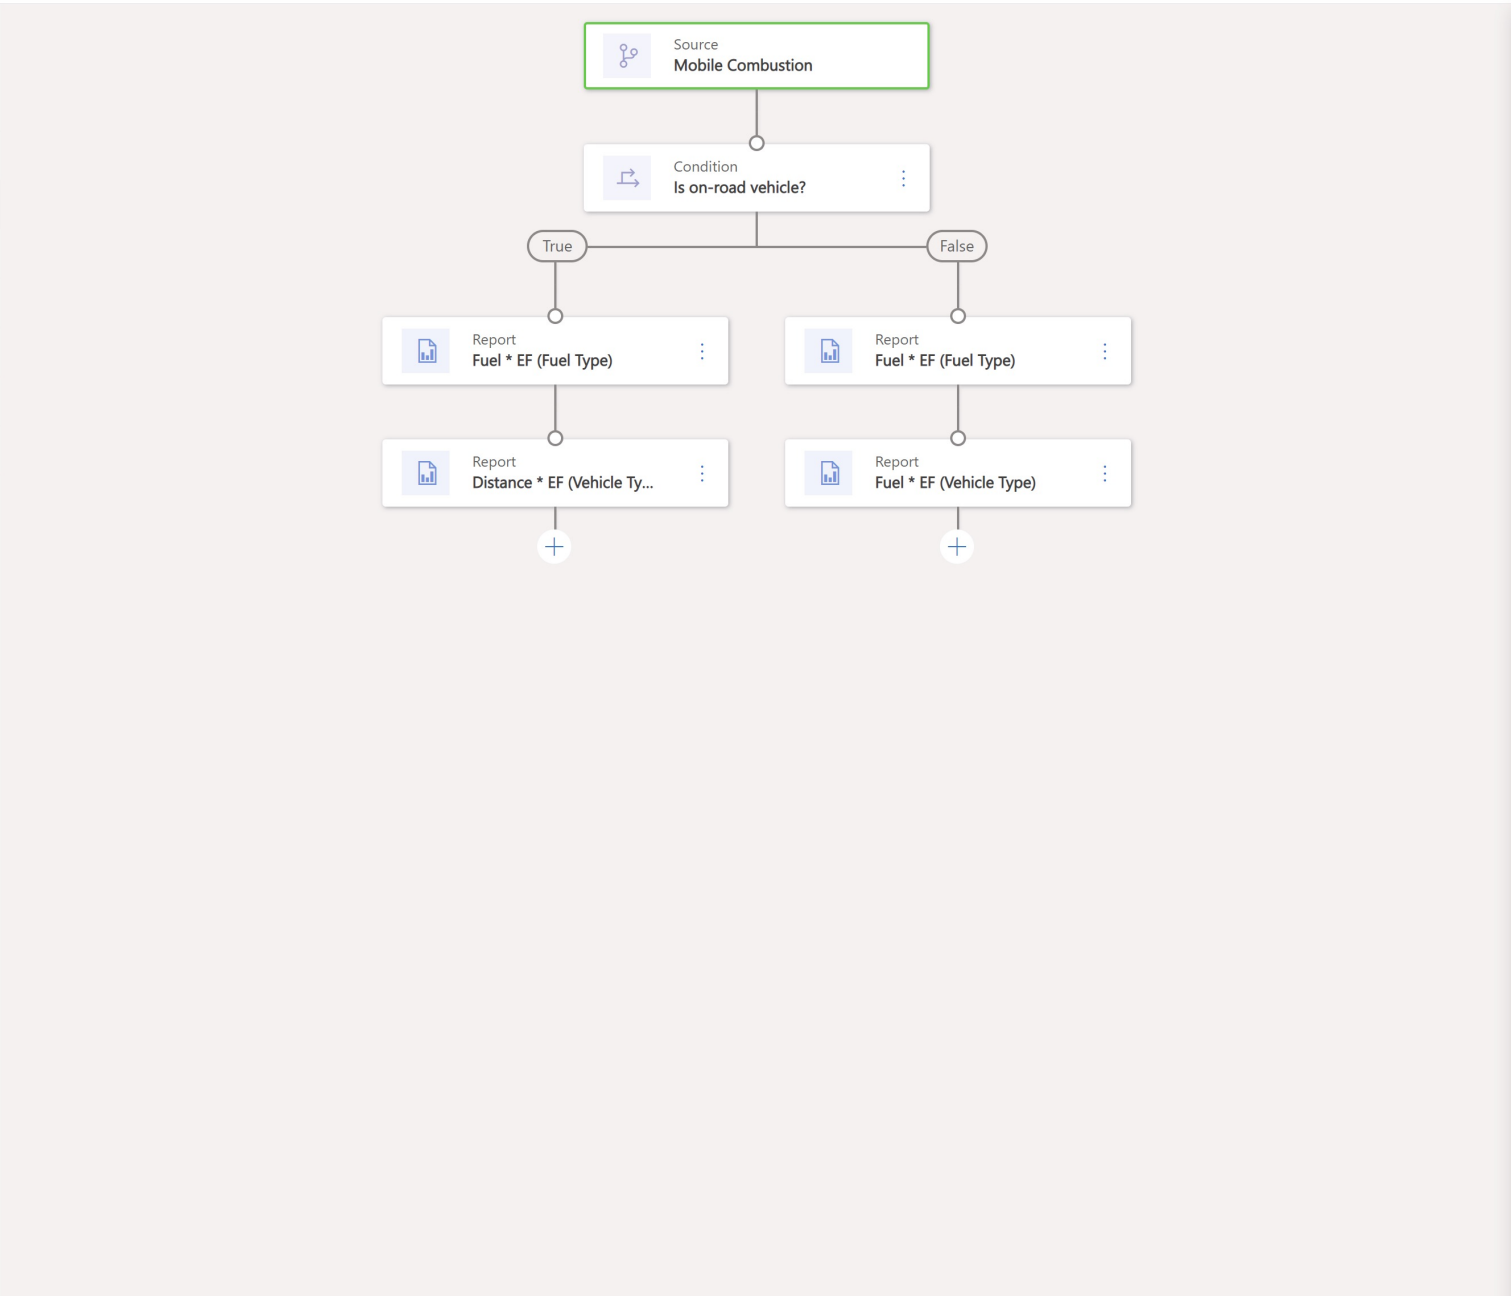 Source
Mobile Combustion
Condition
Is on-road vehicle?
True
False
Report
Fuel * EF (Fuel Type)
Report
Fuel * EF (Fuel Type)
Report
Distance * EF (Vehicle Ty...
Report
Fuel * EF (Vehicle Type)